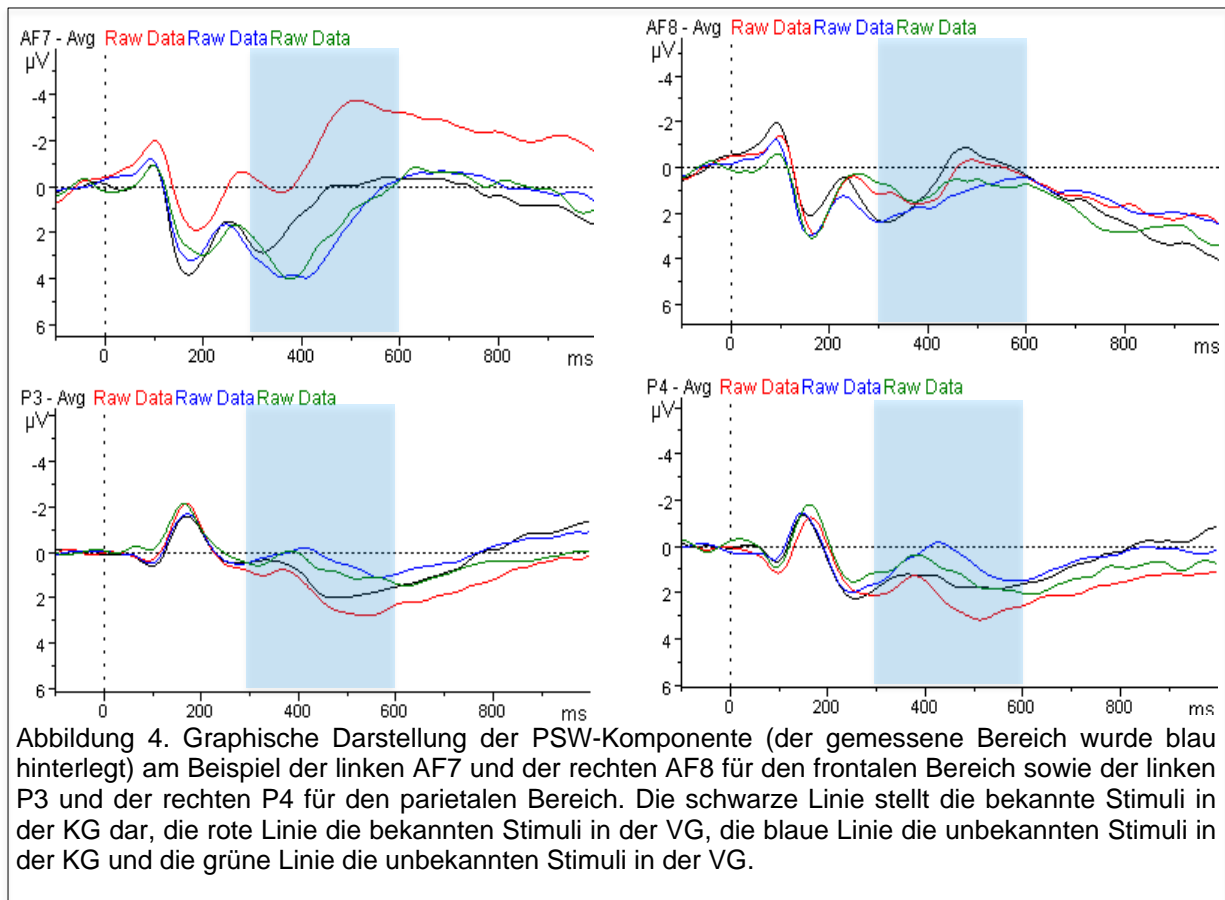 AF7 - Avg Raw Data Raw Data Raw Data
µV
-4
-2
0
2
4
6
0 200 400 600 800 ms
AF8 - Avg Raw Data Raw Data Raw Data
µV
-4
-2
0
2
4
6
0 200 400 600 800 ms
P3 - Avg Raw Data Raw Data Raw Data
µV
-4
-2
0
2
4
6
0 200 400 600 800 ms
P4 - Avg Raw Data Raw Data Raw Data
µV
-4
-2
0
2
4
6
0 200 400 600 800 ms
Abbildung 4. Graphische Darstellung der PSW-Komponente (der gemessene Bereich wurde blau
hinterlegt) am Beispiel der linken AF7 und der rechten AF8 für den frontalen Bereich sowie der linken
P3 und der rechten P4 für den parietalen Bereich. Die schwarze Linie stellt die bekannte Stimuli in
der KG dar, die rote Linie die bekannten Stimuli in der VG, die blaue Linie die unbekannten Stimuli in
der KG und die grüne Linie die unbekannten Stimuli in der VG.